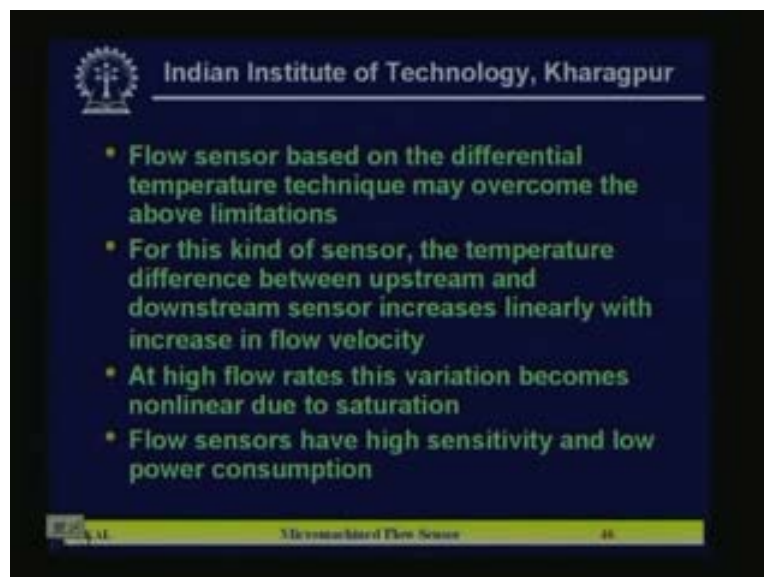 Indian Institute of Technology, Kharagpur
• Flow sensor based on the differential
temperature technique may overcome the
above limitations
• For this kind of sensor, the temperature
difference between upstream and
downstream sensor increases linearly with
increase in flow velocity
• At high flow rates this variation becomes
nonlinear due to saturation
• Flow sensors have high sensitivity and low
power consumption
Micromachined Flow Sensor